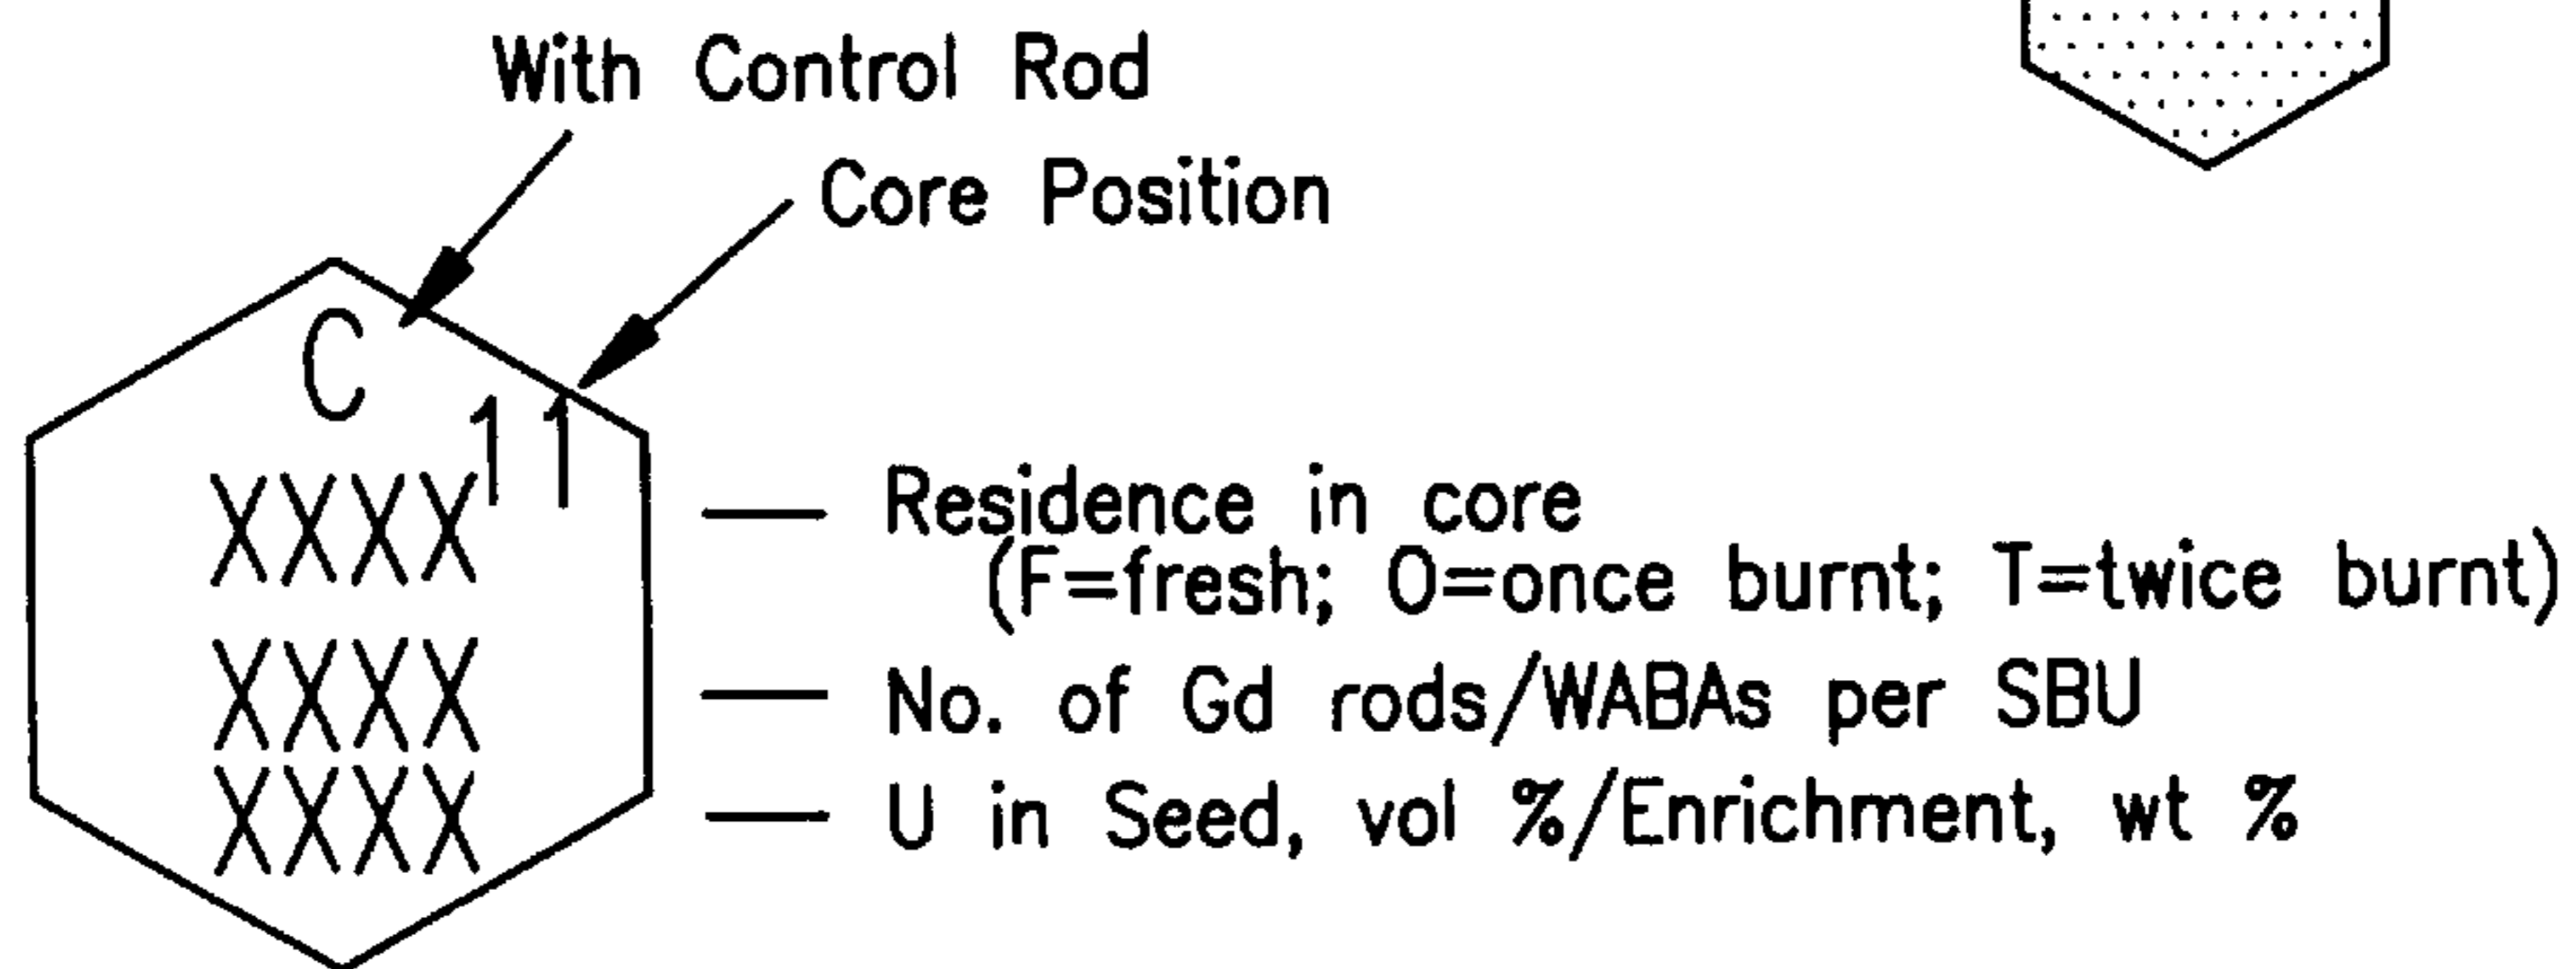 With Control Rod
Core Position
C
11
XXXX — Residence in core
(F=fresh; O=once burnt; T=twice burnt)
XXXX — No. of Gd rods/WABAs per SBU
XXXX — U in Seed, vol %/Enrichment, wt %